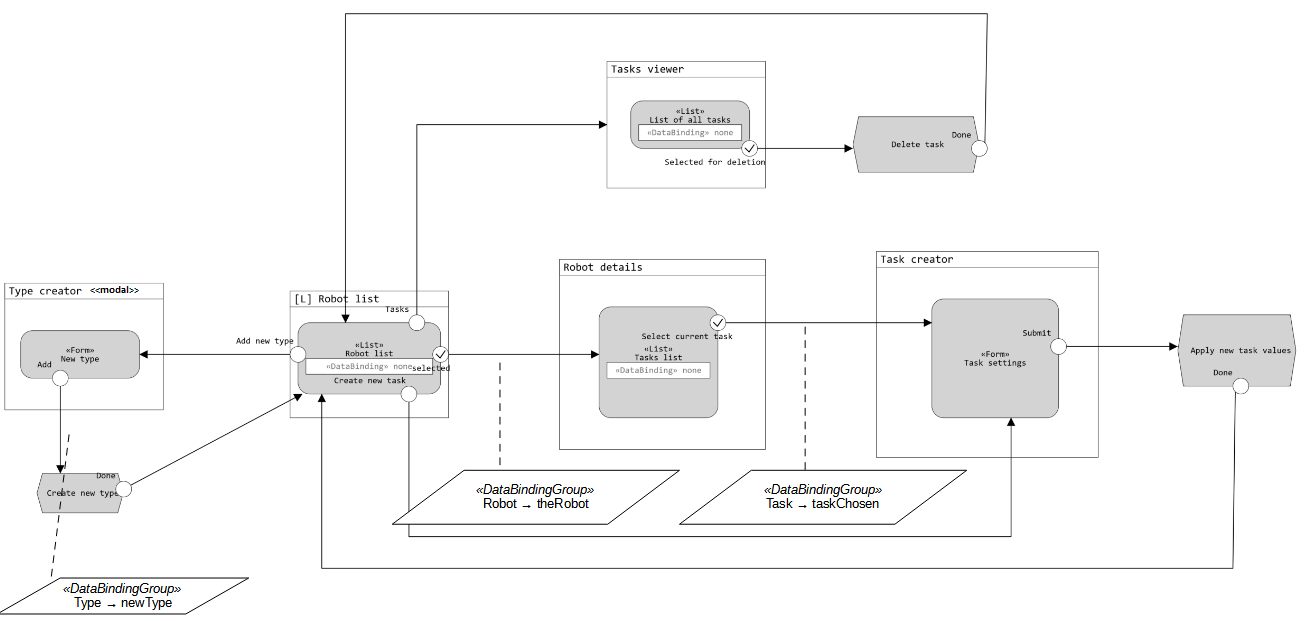 Tasks viewer
«List»
List of all tasks
«DataBinding» none
Selected for deletion
Delete task
Done
Type creator <<modal>>
«Form»
New type
Add
Create new type
Done
«DataBindingGroup»
Type → newType
[L] Robot list
Tasks
Add new type
«List»
Robot list
«DataBinding» none
selected
Create new task
Robot details
Select current task
«List»
Tasks list
«DataBinding» none
«DataBindingGroup»
Robot → theRobot
Task creator
Submit
«Form»
Task settings
«DataBindingGroup»
Task → taskChosen
Apply new task values
Done